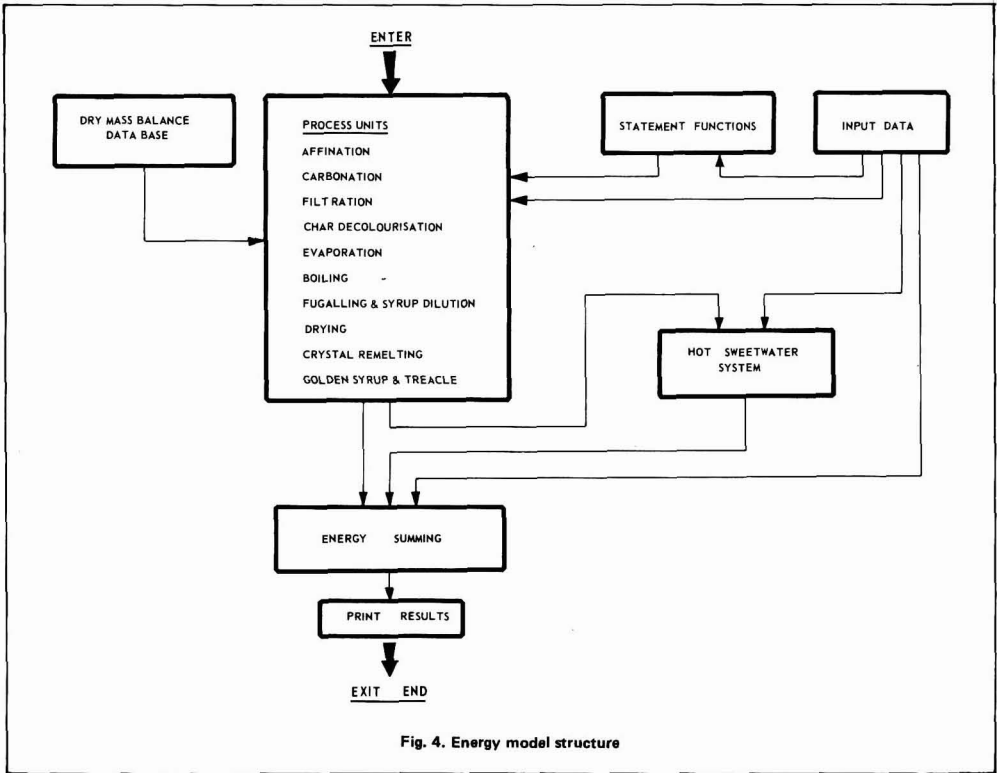 ENTER
DRY MASS BALANCE
DATA BASE
PROCESS UNITS
AFFINATION
CARBONATION
FILTRATION
CHAR DECOLOURISATION
EVAPORATION
BOILING -
FUGALLING & SYRUP DILUTION
DRYING
CRYSTAL REMELTING
GOLDEN SYRUP & TREACLE
STATEMENT FUNCTIONS
INPUT DATA
HOT SWEETWATER
SYSTEM
ENERGY SUMMING
PRINT RESULTS
EXIT END
Fig. 4. Energy model structure